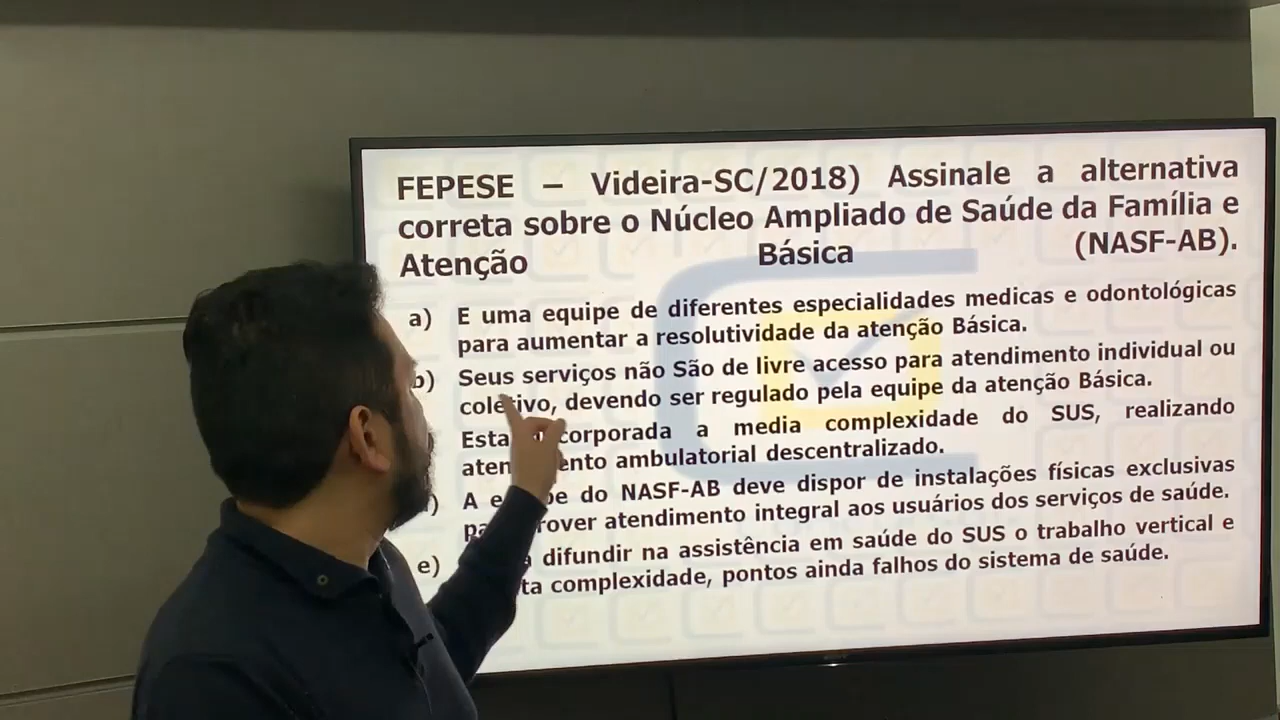 FEPESE – Videira-SC/2018) Assinale a alternativa
correta sobre o Núcleo Ampliado de Saúde da Família e
Atenção Básica (NASF-AB).
a) E uma equipe de diferentes especialidades medicas e odontológicas
para aumentar a resolutividade da atenção Básica.
b) Seus serviços não São de livre acesso para atendimento individual ou
coletivo, devendo ser regulado pela equipe da atenção Básica.
Esta corporada a media complexidade do SUS, realizando
ento ambulatorial descentralizado.
A do NASF-AB deve dispor de instalações físicas exclusivas
rover atendimento integral aos usuários dos serviços de saúde.
e) difundir na assistência em saúde do SUS o trabalho vertical e
ta complexidade, pontos ainda falhos do sistema de saúde.